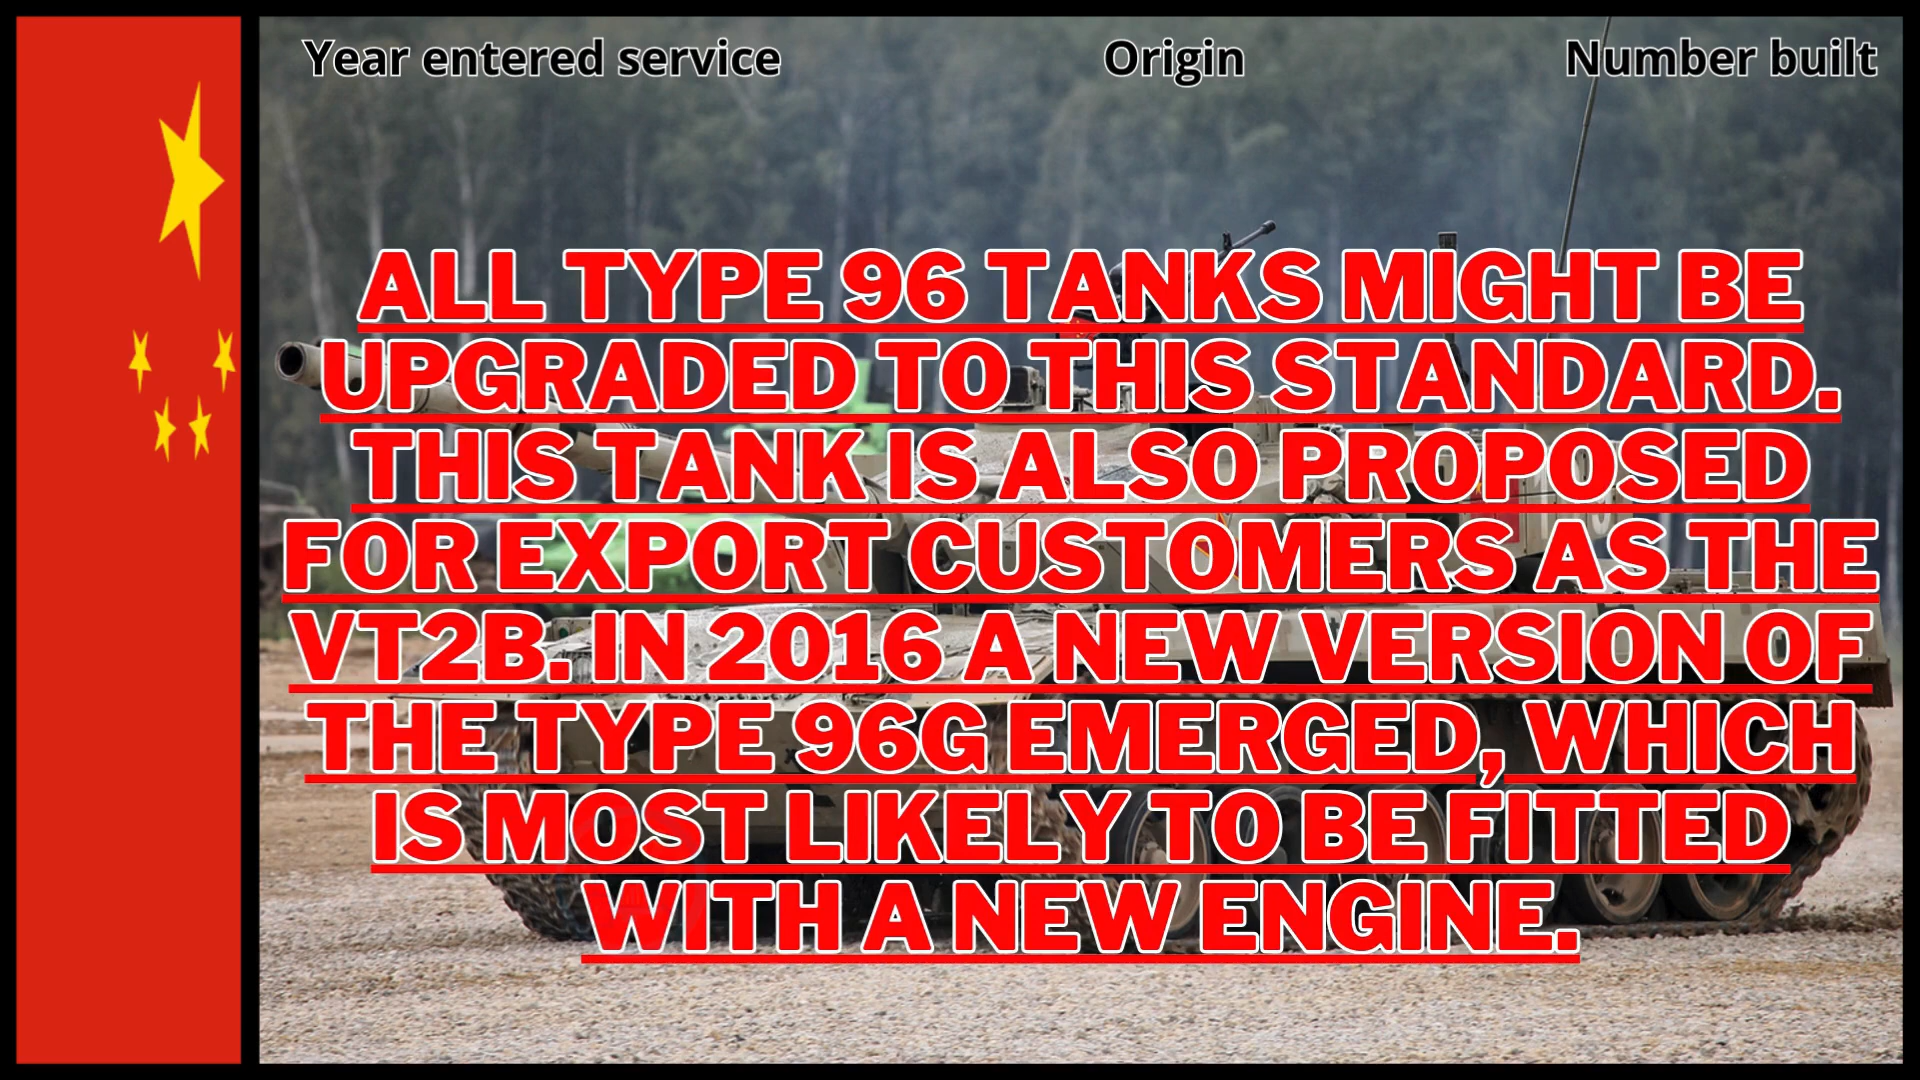 Year entered service Origin Number built
ALL TYPE 96 TANKS MIGHT BE
UPGRADED TO THIS STANDARD.
THIS TANK IS ALSO PROPOSED
FOR EXPORT CUSTOMERS AS THE
VT2B. IN 2016 A NEW VERSION OF
THE TYPE 96G EMERGED, WHICH
IS MOST LIKELY TO BE FITTED
WITH A NEW ENGINE.